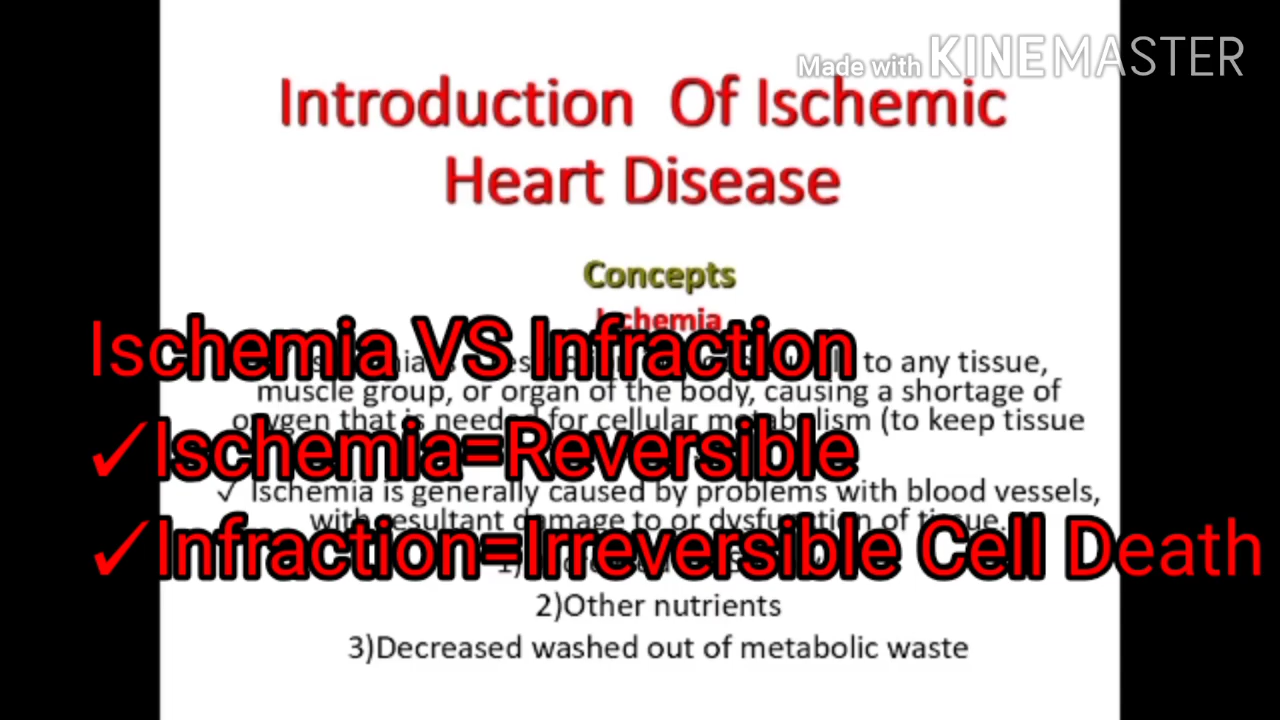 Made with KINEMASTER
Introduction Of Ischemic
Heart Disease
Concepts
Ischemia
Ischemia VS Infraction
to any tissue,
muscle group, or organ of the body, causing a shortage of
oxygen that is needed for cellular metabolism (to keep tissue
✓Ischemia=Reversible
✓ Ischemia is generally caused by problems with blood vessels,
with resultant damage to or dysfunction of tissue.
✓Infraction=Irreversible Cell Death
1)
2)Other nutrients
3)Decreased washed out of metabolic waste